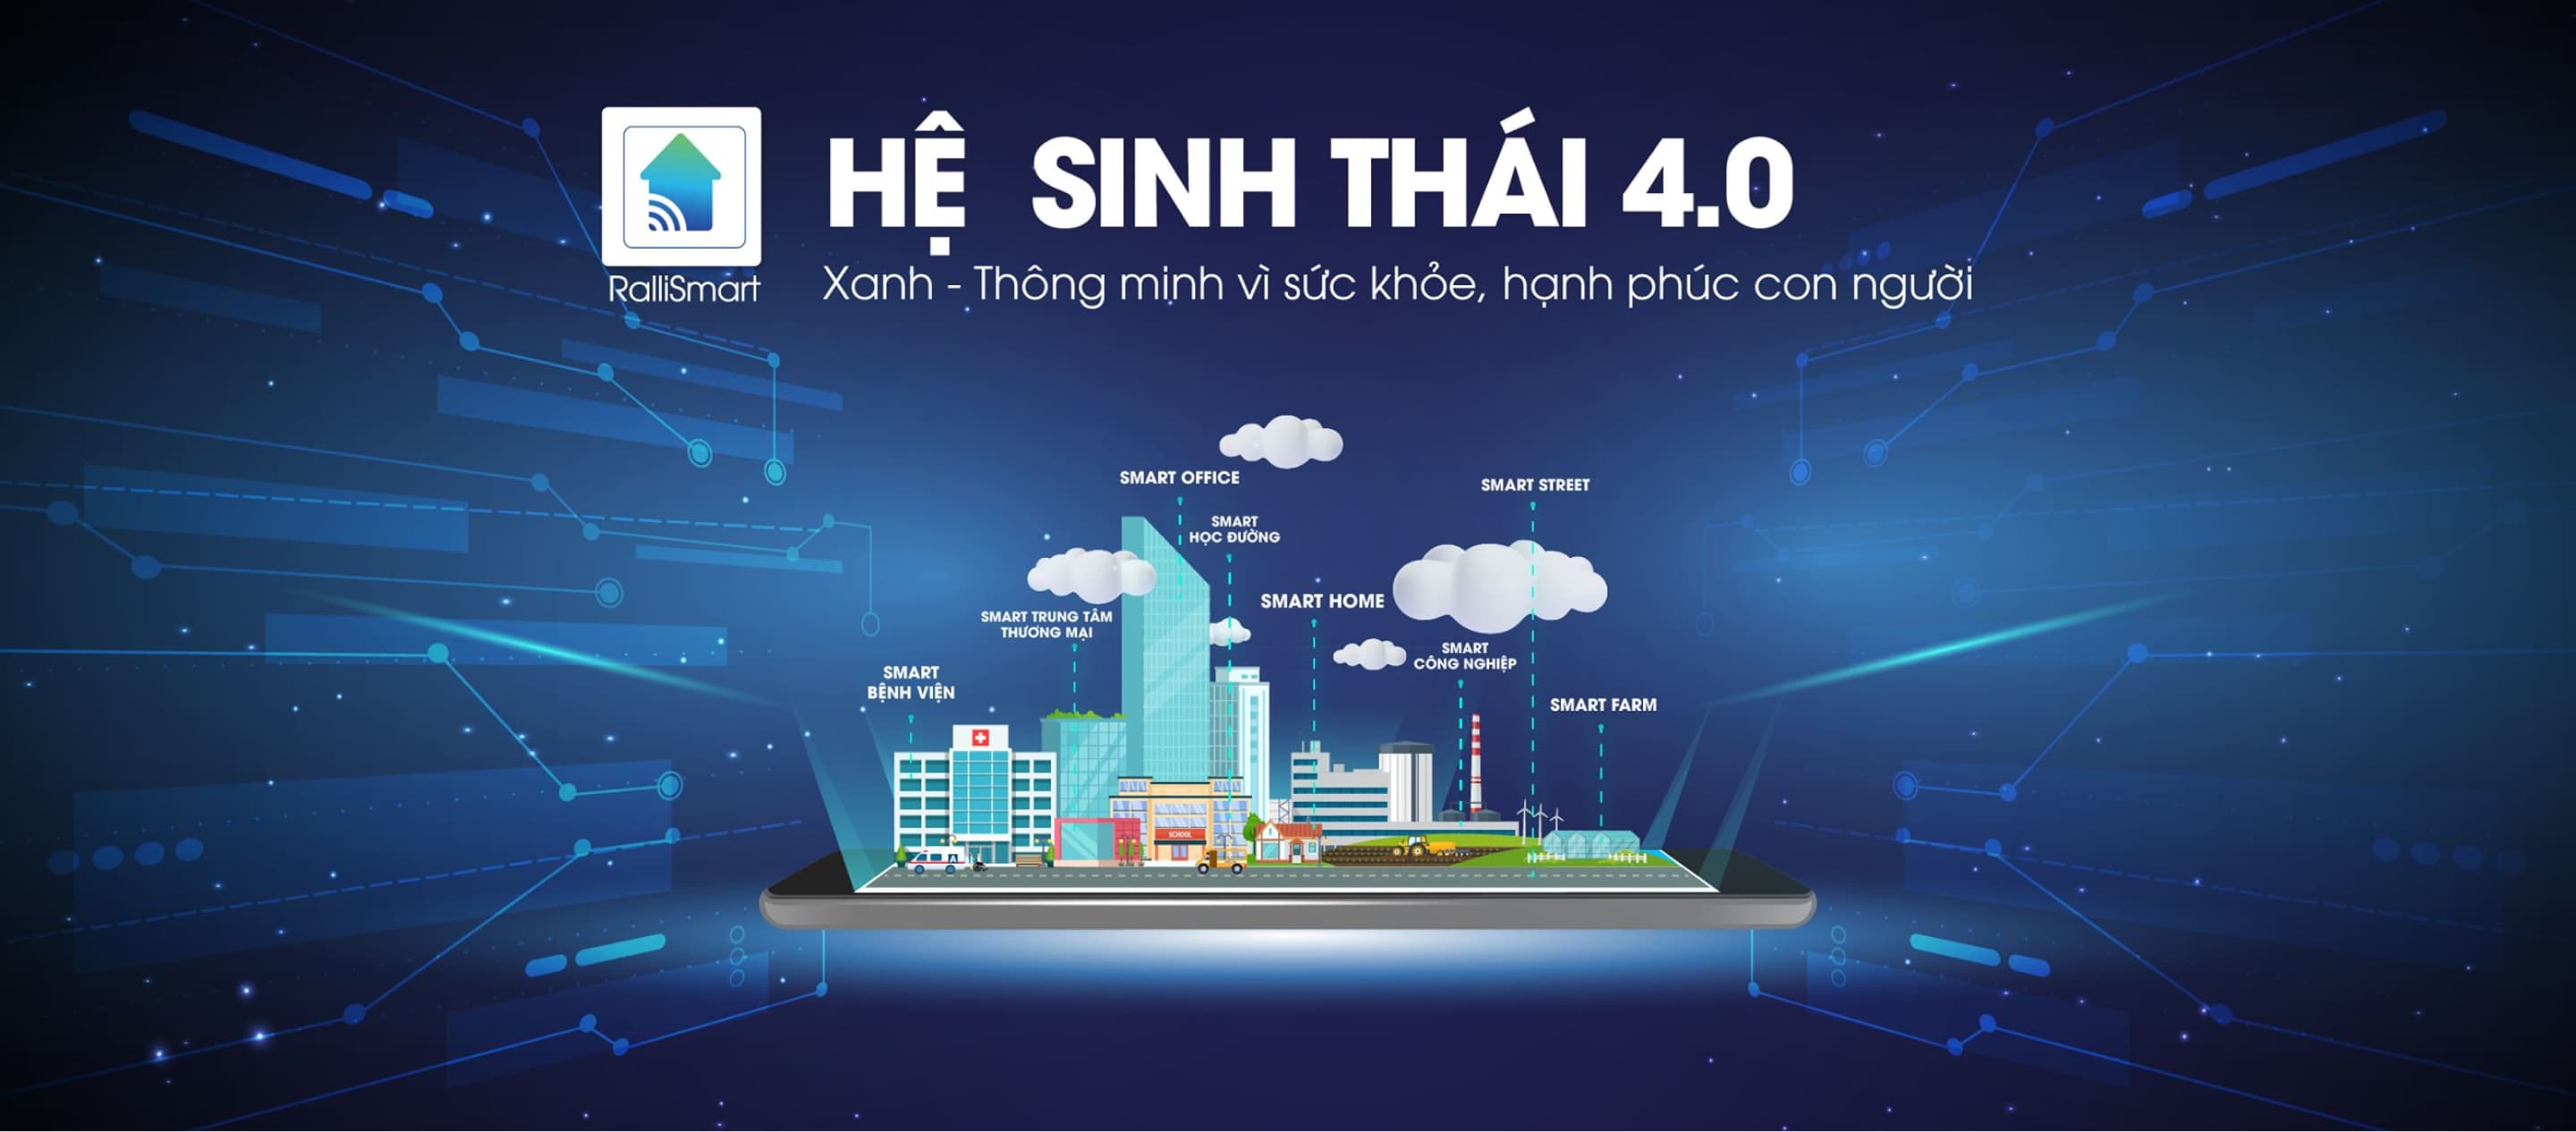 HỆ SINH THÁI 4.0
RalliSmart
Xanh - Thông minh vì sức khỏe, hạnh phúc con người
SMART OFFICE
SMART STREET
SMART
HỌC ĐƯỜNG
SMART HOME
SMART TRUNG TÂM
THƯƠNG MẠI
SMART
CÔNG NGHIỆP
SMART
BỆNH VIỆN
SMART FARM
SCHOOL